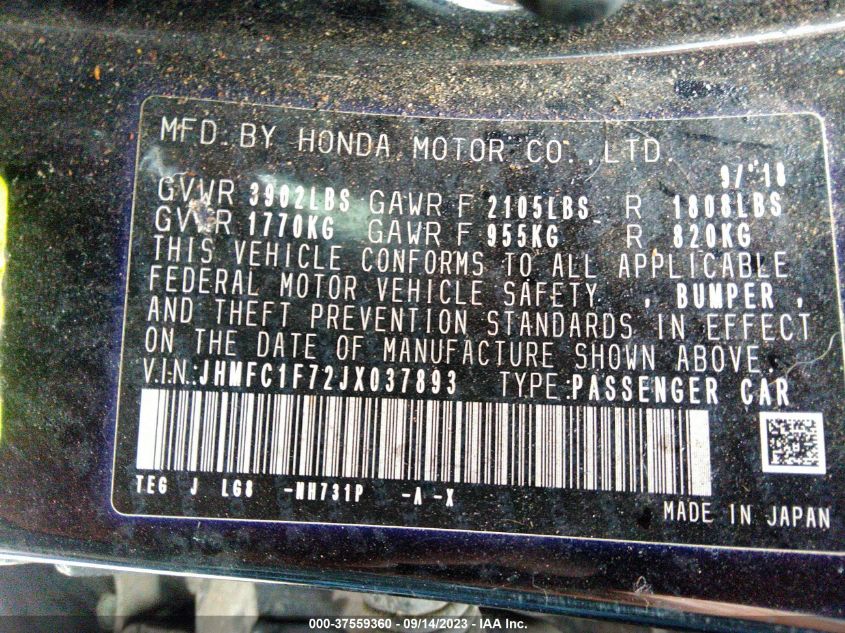 MFD. BY HONDA MOTOR CO.,LTD.
97/18
GVWR 3902LBS GAWR F 2105LBS R 1808LBS
GVWR 1770KG GAWR F 955KG R 820KG
THIS VEHICLE CONFORMS TO ALL APPLICABLE
FEDERAL MOTOR VEHICLE SAFETY , BUMPER ,
AND THEFT PREVENTION STANDARDS IN EFFECT
ON THE DATE OF MANUFACTURE SHOWN ABOVE.
V.I.N.:JHMFC1F72JX037893 TYPE:PASSENGER CAR
TEG J LG8 -NH731P -A -X
MADE IN JAPAN
000-37559360 - 09/14/2023 - IAA Inc.